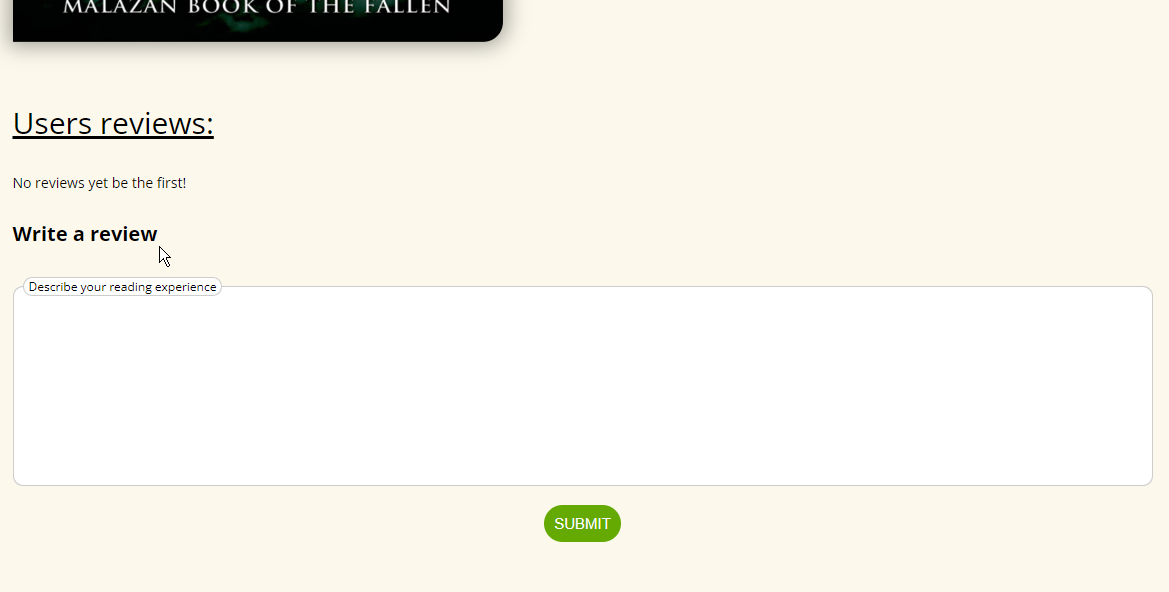 MALAZAN BOOK OF THE FALLEN
Users reviews:
No reviews yet be the first!
Write a review
Describe your reading experience
SUBMIT